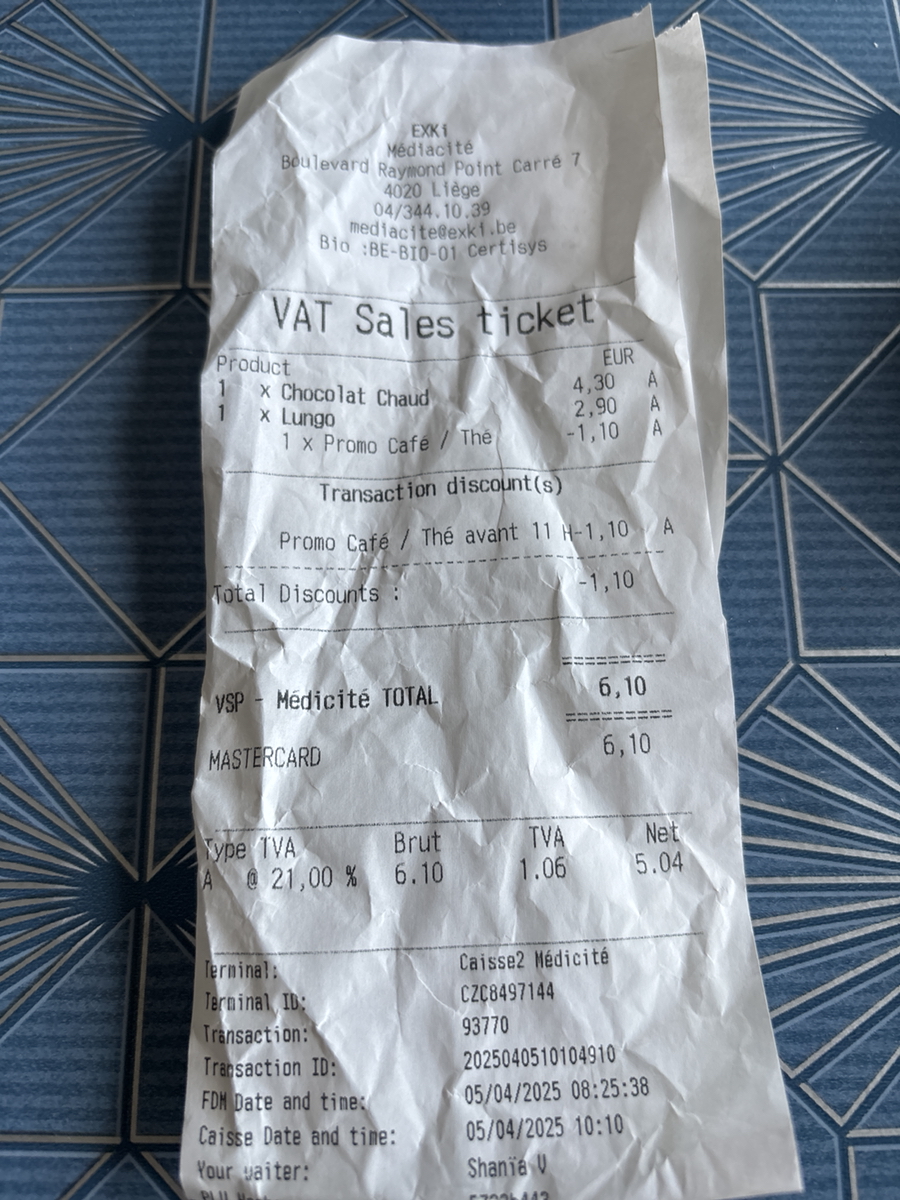 EXKi
Médiacité
Boulevard Raymond Point Carré 7
4020 Liège
04/344.10.39
mediacite@exki.be
Bio :BE-BIO-01 Certisys
VAT Sales ticket
Product EUR
1 x Chocolat Chaud 4,30 A
1 x Lungo 2,90 A
1 x Promo Café / Thé -1,10 A
Transaction discount(s)
Promo Café / Thé avant 11 H-1,10 A
Total Discounts : -1,10
VSP - Médicité TOTAL 6,10
MASTERCARD 6,10
Type TVA Brut TVA Net
A @ 21,00 % 6.10 1.06 5.04
Terminal: Caisse2 Médicité
Terminal ID: CZC8497144
Transaction: 93770
Transaction ID: 2025040510104910
FDM Date and time: 05/04/2025 08:25:38
Caisse Date and time: 05/04/2025 10:10
Your waiter: Shanïa V